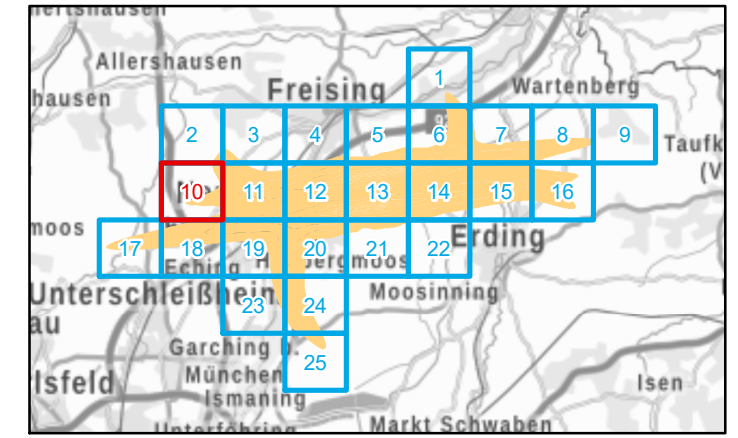 Allershausen
hausen
Freising
Wartenberg
1
2 3 4 5 6 7 8 9
Taufk
(V
10 11 12 13 14 15 16
moos
17 18 19 20 21 22
Erding
Eching
Unterschleißheim
Moosinning
au
23 24
Garching b.
München
25
lsfeld
Isen
Ismaning
Markt Schwaben
Unterföhring